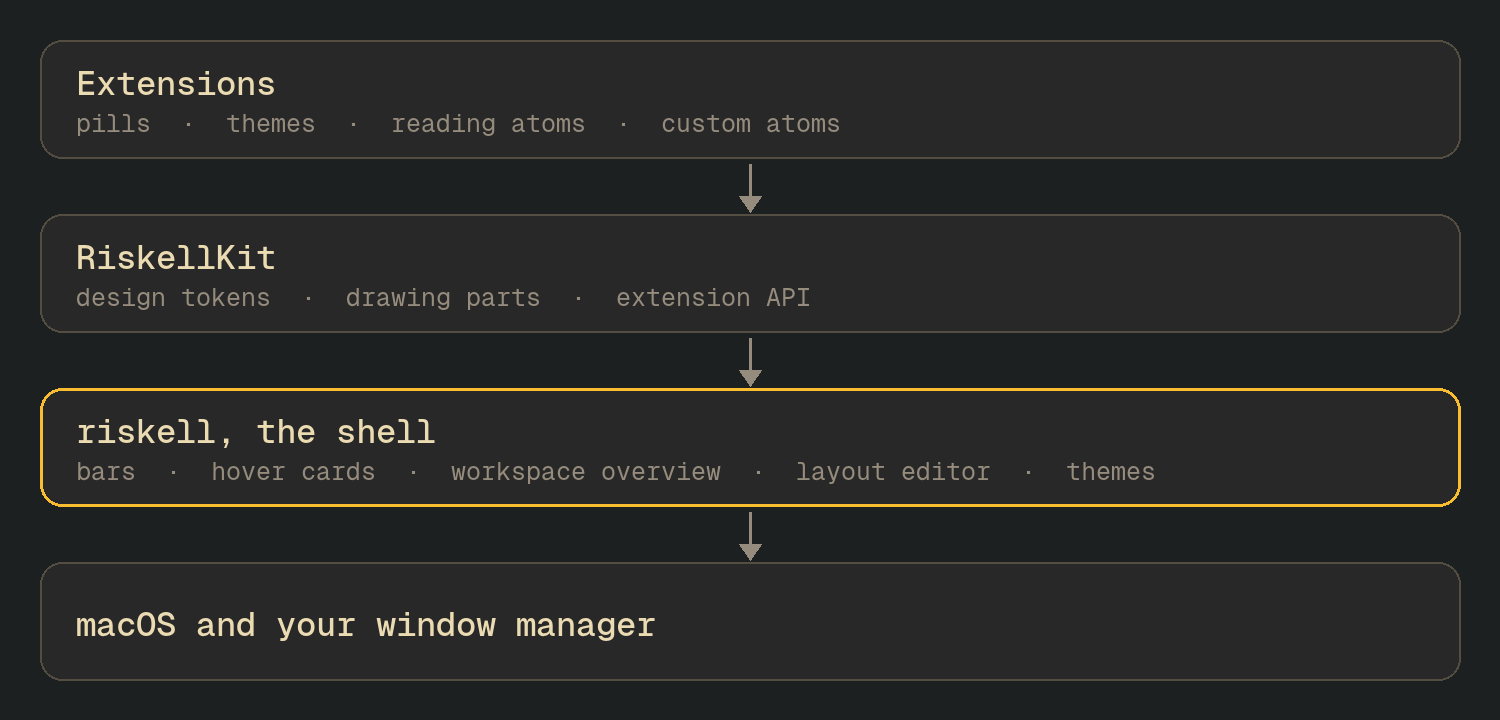 Extensions
pills · themes · reading atoms · custom atoms
RiskellKit
design tokens · drawing parts · extension API
riskell, the shell
bars · hover cards · workspace overview · layout editor · themes
macOS and your window manager